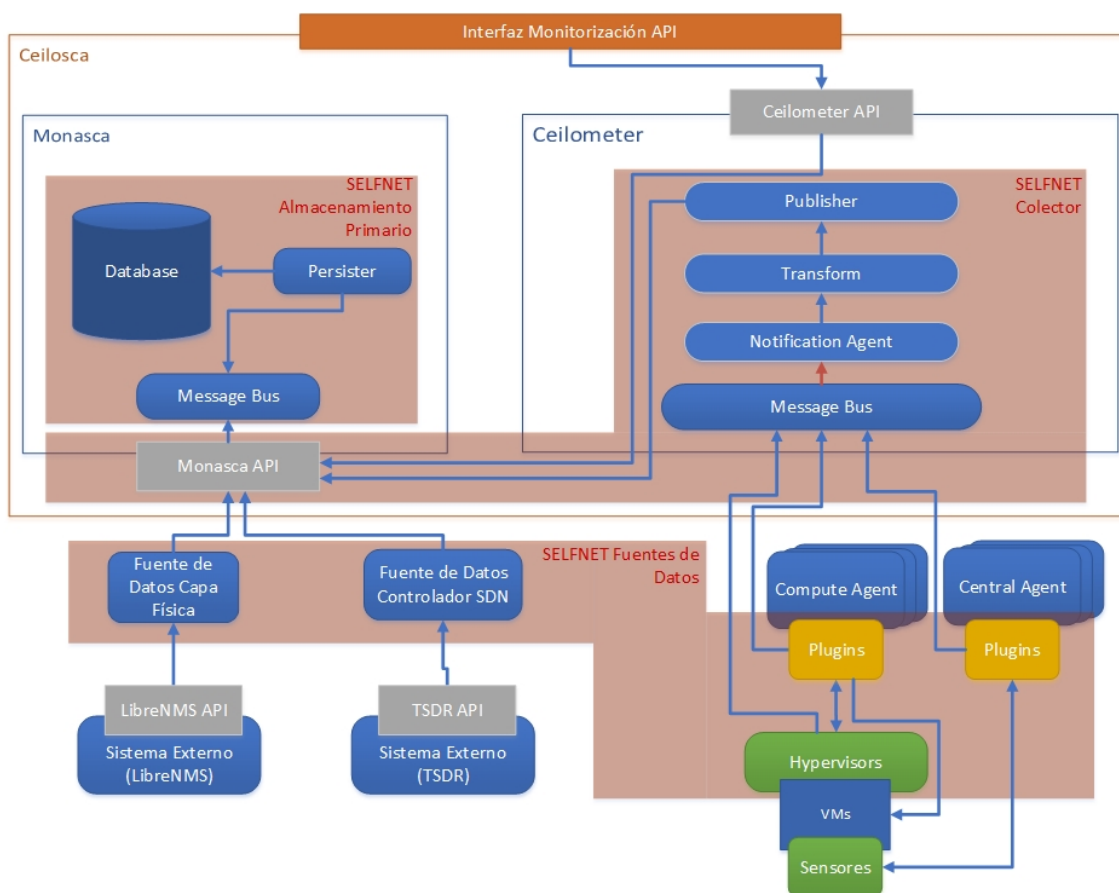 Interfaz Monitorización API
Ceilosca
Ceilometer API
Monasca
Ceilometer
SELFNET
Almacenamiento
Primario
SELFNET
Colector
Publisher
Database
Persister
Transform
Notification Agent
Message Bus
Message Bus
Monasca API
SELFNET Fuentes de
Datos
Fuente de
Datos Capa
Física
Fuente de Datos
Controlador SDN
Compute Agent
Central Agent
Plugins
Plugins
LibreNMS API
TSDR API
Sistema Externo
(LibreNMS)
Sistema Externo
(TSDR)
Hypervisors
VMs
Sensores